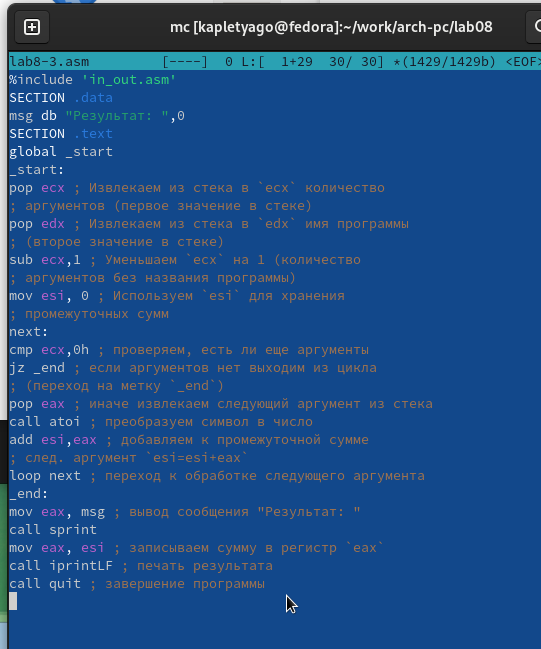 mc [kapletyago@fedora]:~/work/arch-pc/lab08
lab8-3.asm [----] 0 L:[ 1+29 30/ 30] *(1429/1429b) <EOF>
%include 'in_out.asm'
SECTION .data
msg db "Результат: ",0
SECTION .text
global _start
_start:
pop ecx ; Извлекаем из стека в `ecx` количество
; аргументов (первое значение в стеке)
pop edx ; Извлекаем из стека в `edx` имя программы
; (второе значение в стеке)
sub ecx,1 ; Уменьшаем `ecx` на 1 (количество
; аргументов без названия программы)
mov esi, 0 ; Используем `esi` для хранения
; промежуточных сумм
next:
cmp ecx,0h ; проверяем, есть ли еще аргументы
jz _end ; если аргументов нет выходим из цикла
; (переход на метку `_end`)
pop eax ; иначе извлекаем следующий аргумент из стека
call atoi ; преобразуем символ в число
add esi,eax ; добавляем к промежуточной сумме
; след. аргумент `esi=esi+eax`
loop next ; переход к обработке следующего аргумента
_end:
mov eax, msg ; вывод сообщения "Результат: "
call sprint
mov eax, esi ; записываем сумму в регистр `eax`
call iprintLF ; печать результата
call quit ; завершение программы